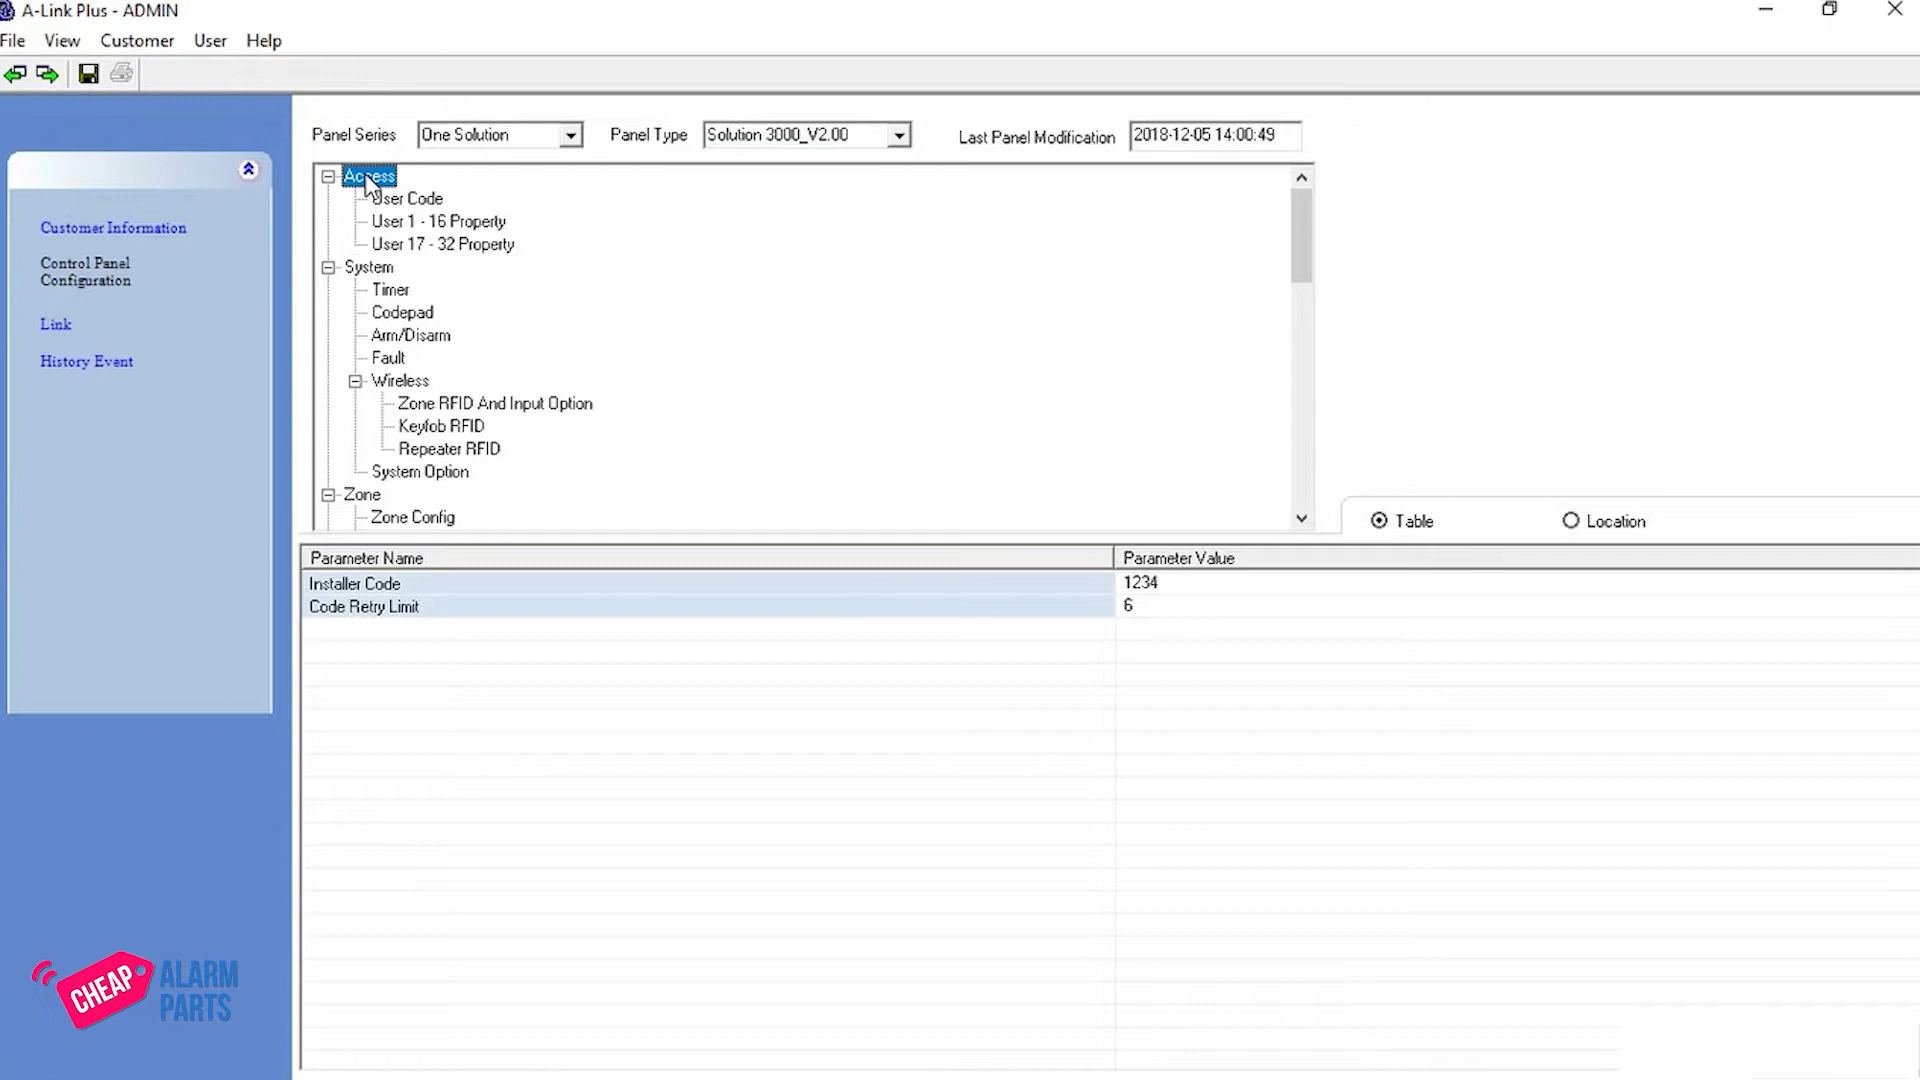 A-Link Plus - ADMIN
File View Customer User Help
Panel Series One Solution Panel Type Solution 3000_V2.00 Last Panel Modification 2018-12-05 14:00:49
Customer Information
Control Panel
Configuration
Link
History Event
Access
User Code
User 1 - 16 Property
User 17 - 32 Property
System
Timer
Codepad
Arm/Disarm
Fault
Wireless
Zone RFID And Input Option
Keyfob RFID
Repeater RFID
System Option
Zone
Zone Config
Table Location
Parameter Name Parameter Value
Installer Code 1234
Code Retry Limit 6
CHEAP ALARM
PARTS